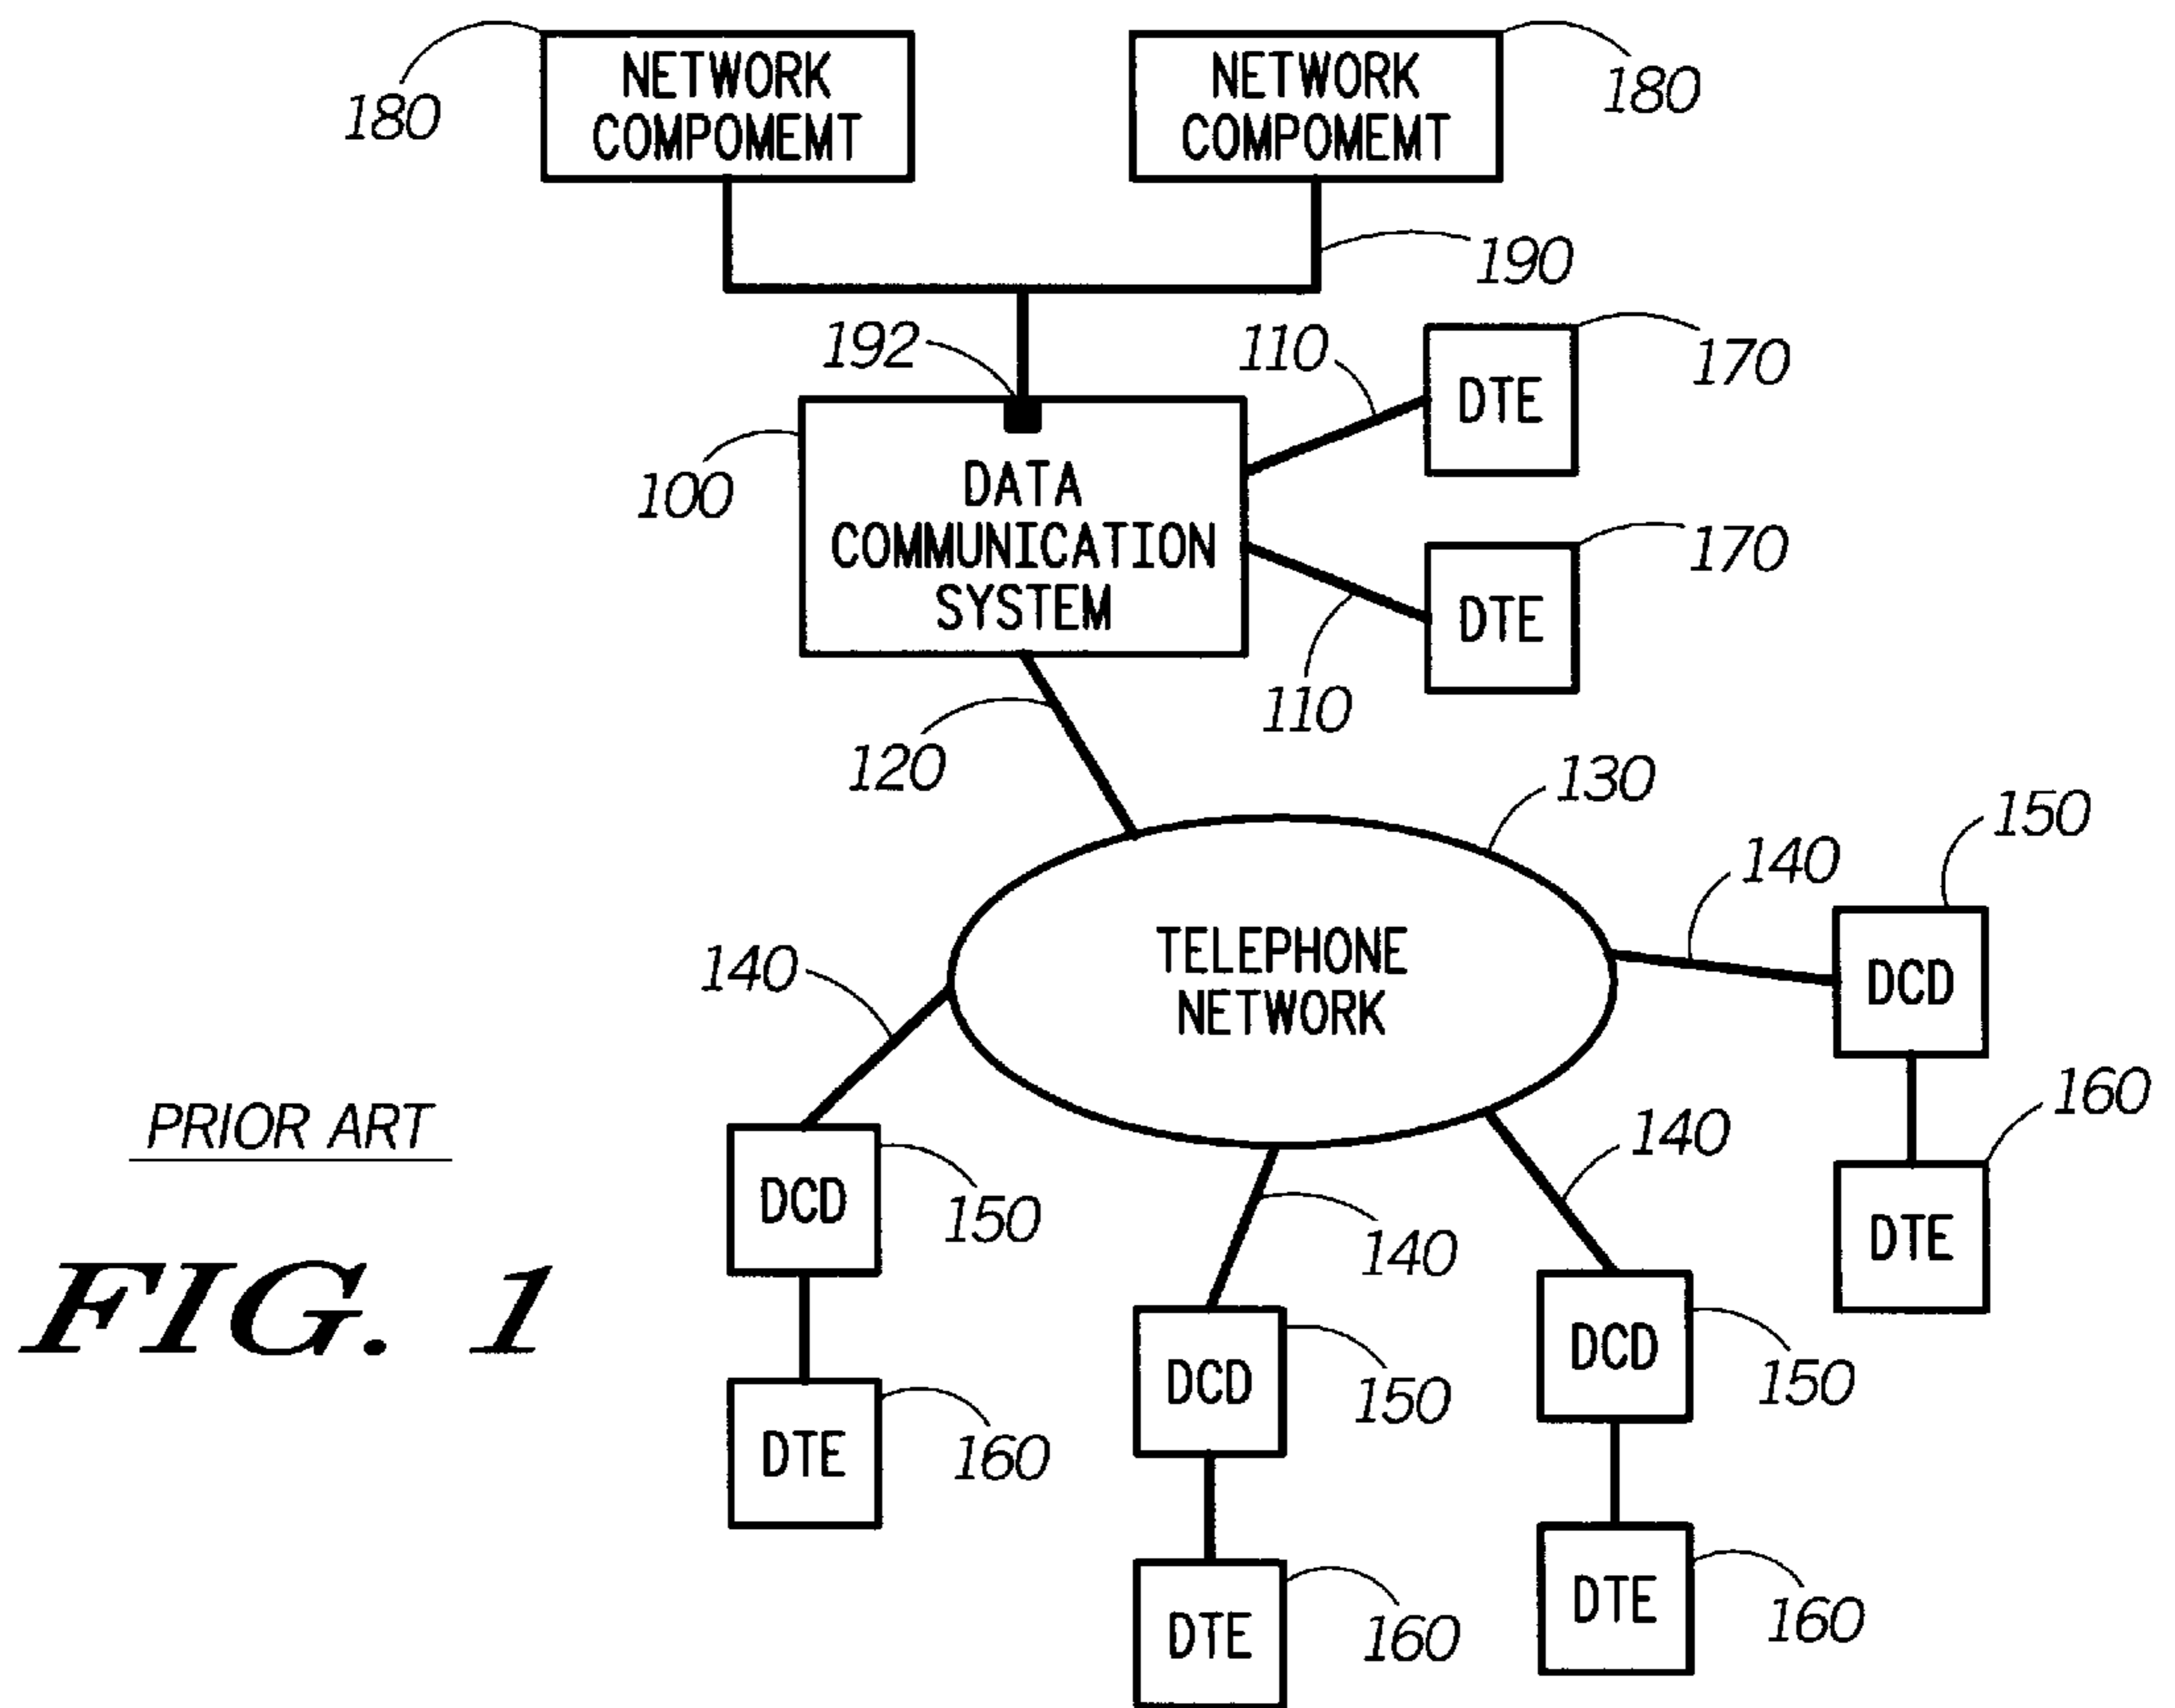 NETWORK
COMPOMEMT
180
NETWORK
COMPOMEMT
180
190
192
110
DTE
170
100
DATA
COMMUNICATION
SYSTEM
DTE
170
110
120
130
150
140
TELEPHONE
NETWORK
DCD
140
160
DTE
PRIOR ART
FIG. 1
DCD
150
140
140
DCD
150
DCD
150
DTE
160
DTE
160
DTE
160